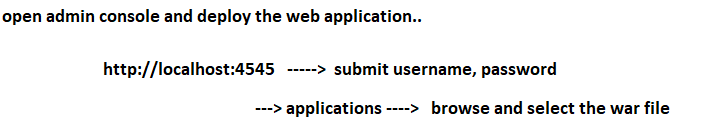 open admin console and deploy the web application..
http://localhost:4545 -----> submit username, password
---> applications ----> browse and select the war file